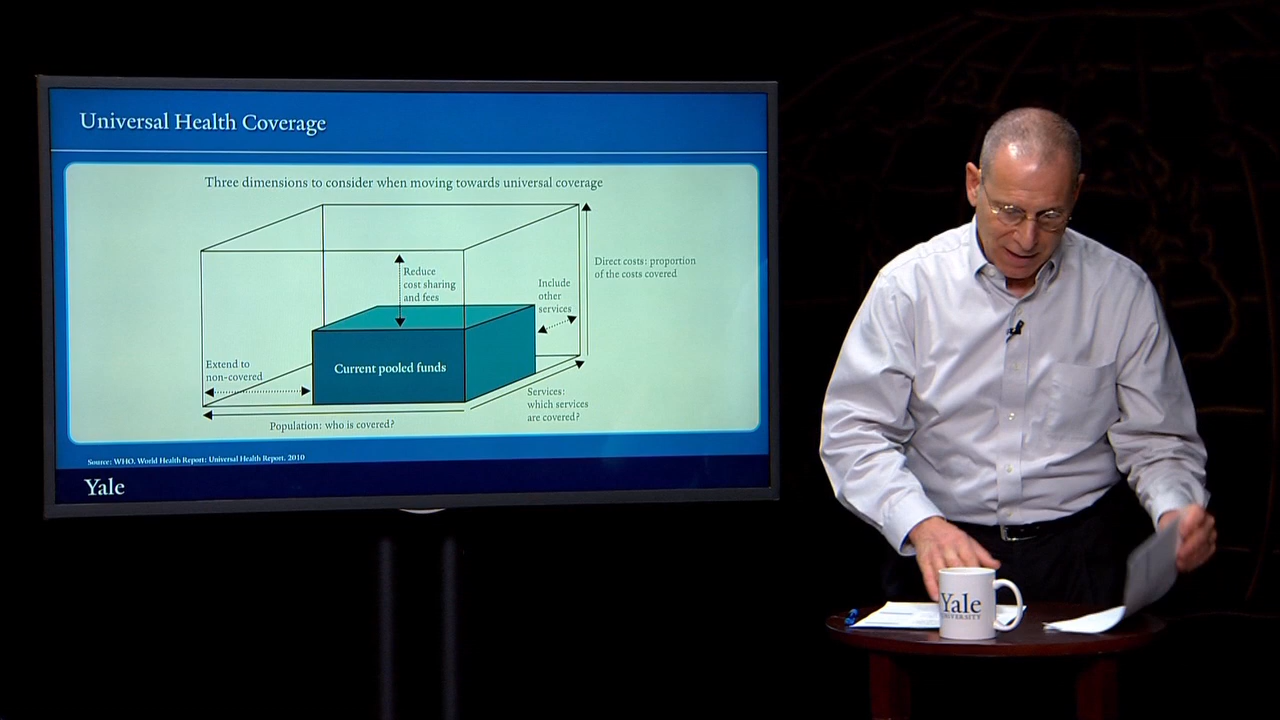 Universal Health Coverage
Three dimensions to consider when moving towards universal coverage
Direct costs: proportion
of the costs covered
Reduce
cost sharing
and fees
Include
other
services
Extend to
non-covered
Current pooled funds
Services:
which services
are covered?
Population: who is covered?
Source: WHO. World Health Report: Universal Health Report. 2010
Yale
Yale
UNIVERSITY